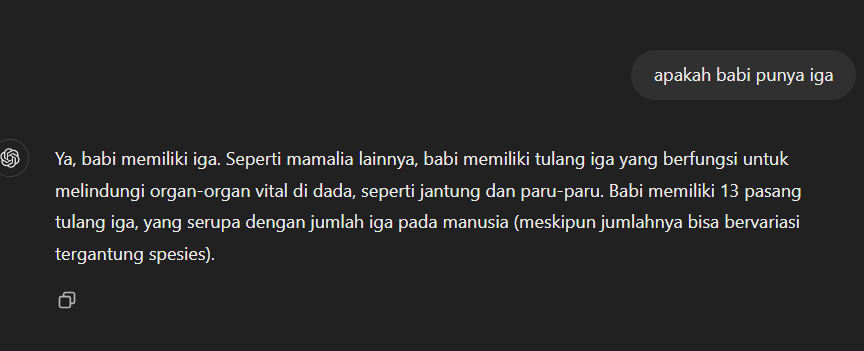 apakah babi punya iga
Ya, babi memiliki iga. Seperti mamalia lainnya, babi memiliki tulang iga yang berfungsi untuk
melindungi organ-organ vital di dada, seperti jantung dan paru-paru. Babi memiliki 13 pasang
tulang iga, yang serupa dengan jumlah iga pada manusia (meskipun jumlahnya bisa bervariasi
tergantung spesies).